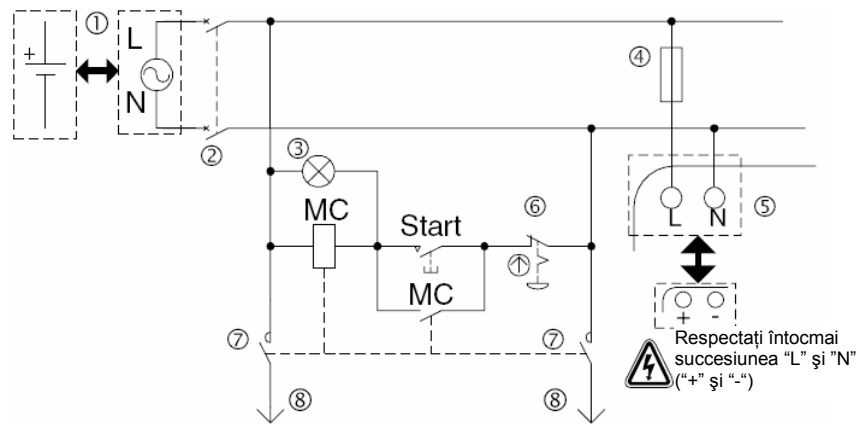 ①
L
N
+
②
③
④
MC
Start
⑥
MC
L N
⑤
+ -
⑦
⑦
⑧
⑧
Respectați întocmai
succesiunea “L” şi ”N”
(“+” şi “-“)